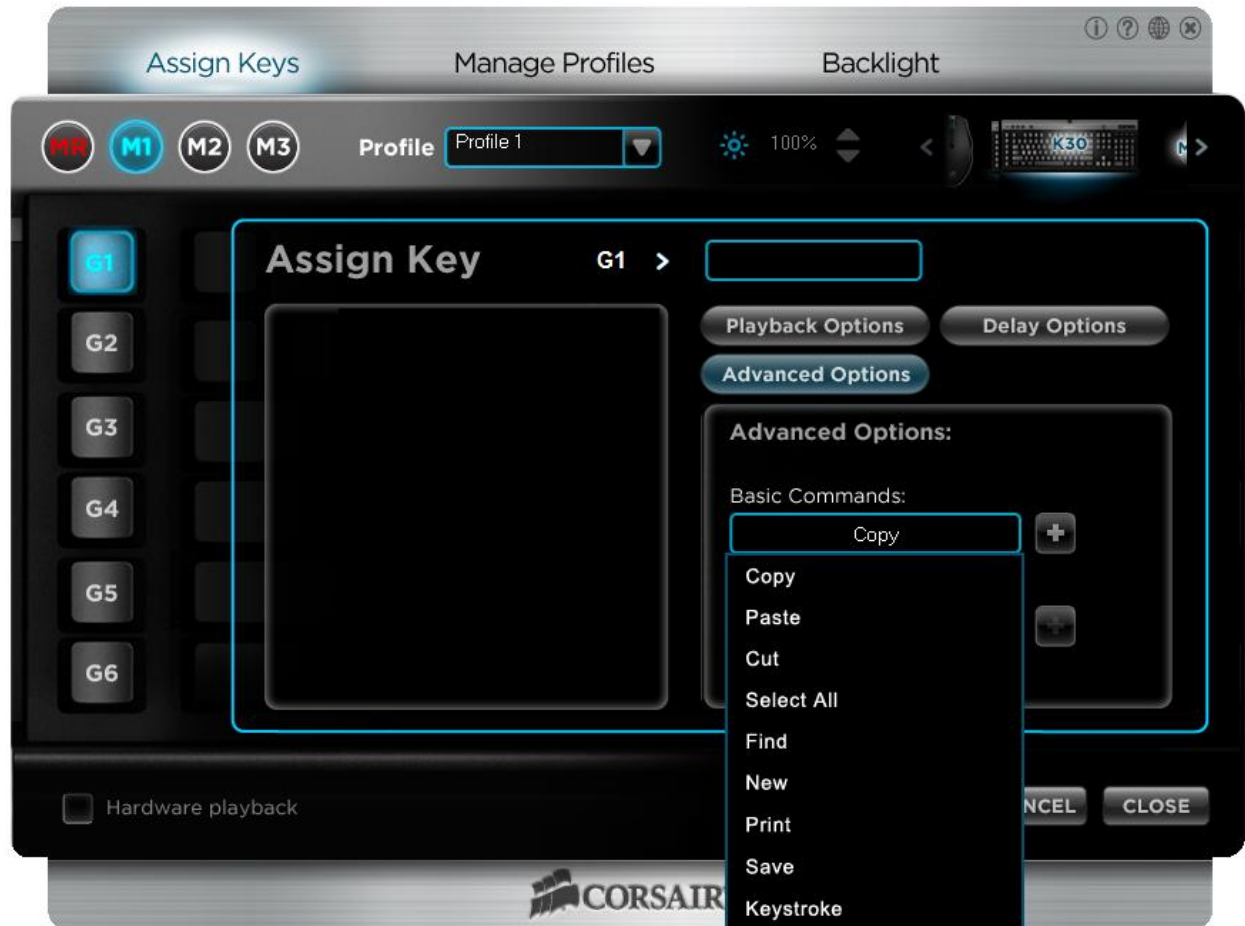 Assign Keys
Manage Profiles
Backlight
MR
M1
M2
M3
Profile
Profile 1
100%
K30
G1
G2
G3
G4
G5
G6
Assign Key
G1 >
Playback Options
Delay Options
Advanced Options
Advanced Options:
Basic Commands:
Copy
Copy
Paste
Cut
Select All
Find
New
Print
Save
Keystroke
Hardware playback
NCEL
CLOSE
CORSAIR